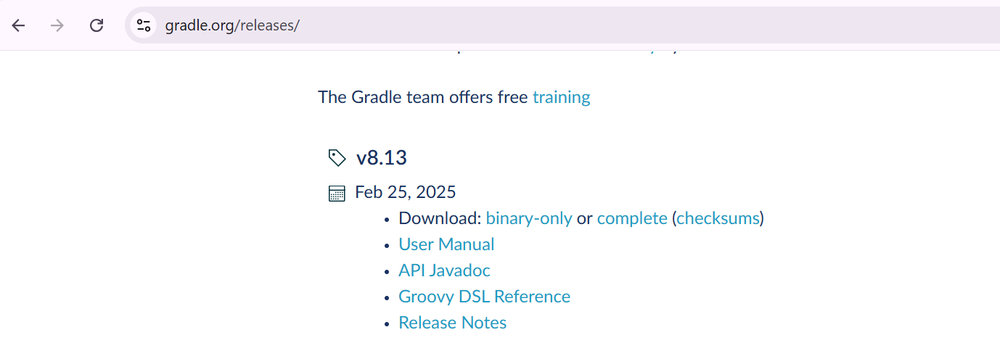 gradle.org/releases/
The Gradle team offers free training
v8.13
Feb 25, 2025
• Download: binary-only or complete (checksums)
• User Manual
• API Javadoc
• Groovy DSL Reference
• Release Notes